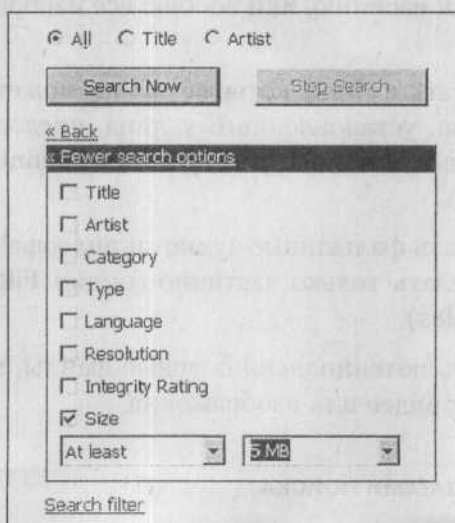 All Title Artist
Search Now Stop Search
« Back
« Fewer search options
Title
Artist
Category
Type
Language
Resolution
Integrity Rating
Size
At least 5 MB
Search filter